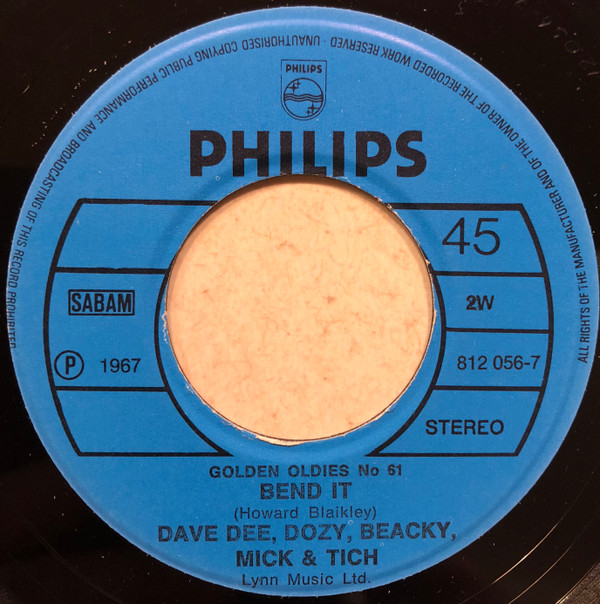 ALL RIGHTS OF THE MANUFACTURER AND OF THE OWNER OF THE RECORDED WORK RESERVED - UNAUTHORISED COPYING PUBLIC PERFORMANCE AND BROADCASTING OF THIS RECORD PROHIBITED
PHILIPS
PHILIPS
45
SABAM
2W
P 1967
812 056-7
STEREO
GOLDEN OLDIES No 61
BEND IT
(Howard Blaikley)
DAVE DEE, DOZY, BEACKY,
MICK & TICH
Lynn Music Ltd.